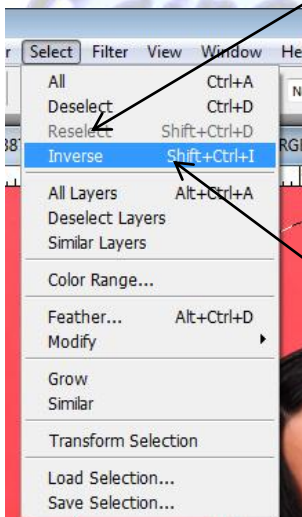 r Select Filter View Window He
All Ctrl+A
Deselect Ctrl+D
Reselect Shift+Ctrl+D
Inverse Shift+Ctrl+I
All Layers Alt+Ctrl+A
Deselect Layers
Similar Layers
Color Range...
Feather... Alt+Ctrl+D
Modify
Grow
Similar
Transform Selection
Load Selection...
Save Selection...